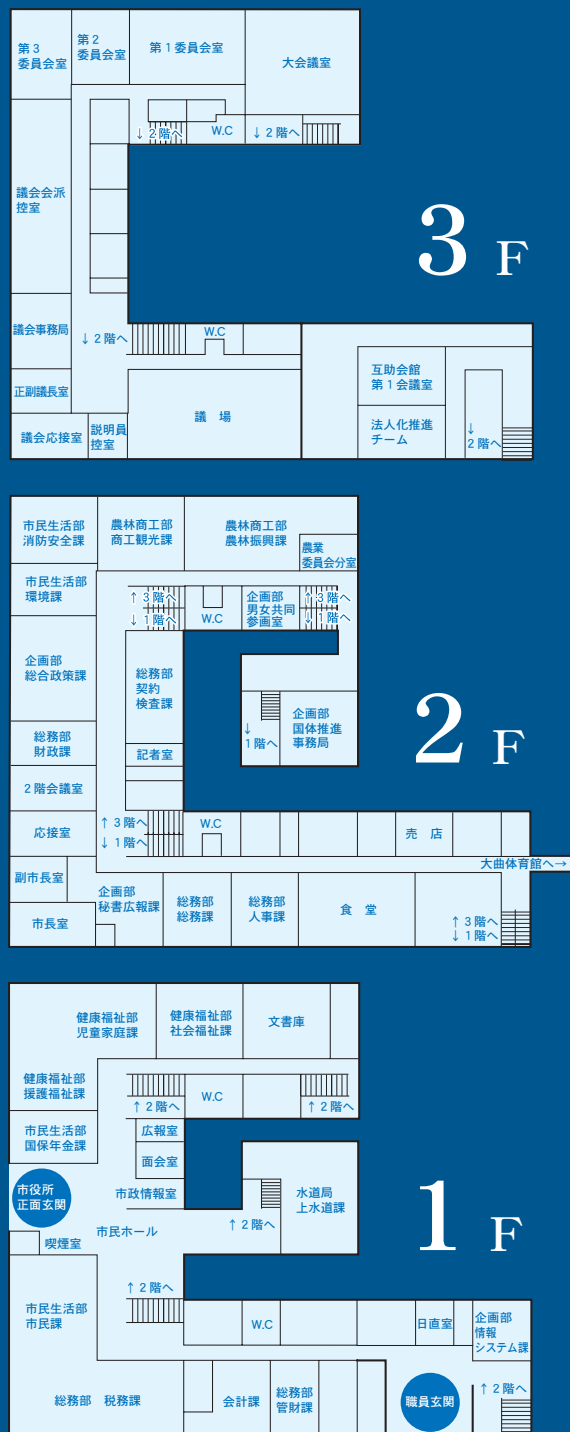 第３
委員会室
第２
委員会室
第１委員会室
大会議室
↓２階へ
W.C
↓２階へ
議会会派
控室
3 F
議会事務局
↓２階へ
W.C
正副議長室
議会応接室
説明員
控室
議　場
互助会館
第１会議室
法人化推進
チーム
↓
２階へ
市民生活部
消防安全課
農林商工部
商工観光課
農林商工部
農林振興課
農業
委員会分室
市民生活部
環境課
↑３階へ
↓１階へ
W.C
企画部
男女共同
参画室
↑３階へ
↓１階へ
企画部
総合政策課
総務部
契約
検査課
↓
１階へ
企画部
国体推進
事務局
2 F
総務部
財政課
記者室
２階会議室
応接室
↑３階へ
↓１階へ
W.C
売　店
大曲体育館へ→
副市長室
市長室
企画部
秘書広報課
総務部
総務課
総務部
人事課
食　堂
↑３階へ
↓１階へ
健康福祉部
児童家庭課
健康福祉部
社会福祉課
文書庫
健康福祉部
援護福祉課
↑２階へ
W.C
↑２階へ
市民生活部
国保年金課
広報室
面会室
市政情報室
市役所
正面玄関
市民ホール
喫煙室
↑２階へ
水道局
上水道課
1 F
↑２階へ
市民生活部
市民課
W.C
日直室
企画部
情報
システム課
総務部　税務課
会計課
総務部
管財課
職員玄関
↑２階へ